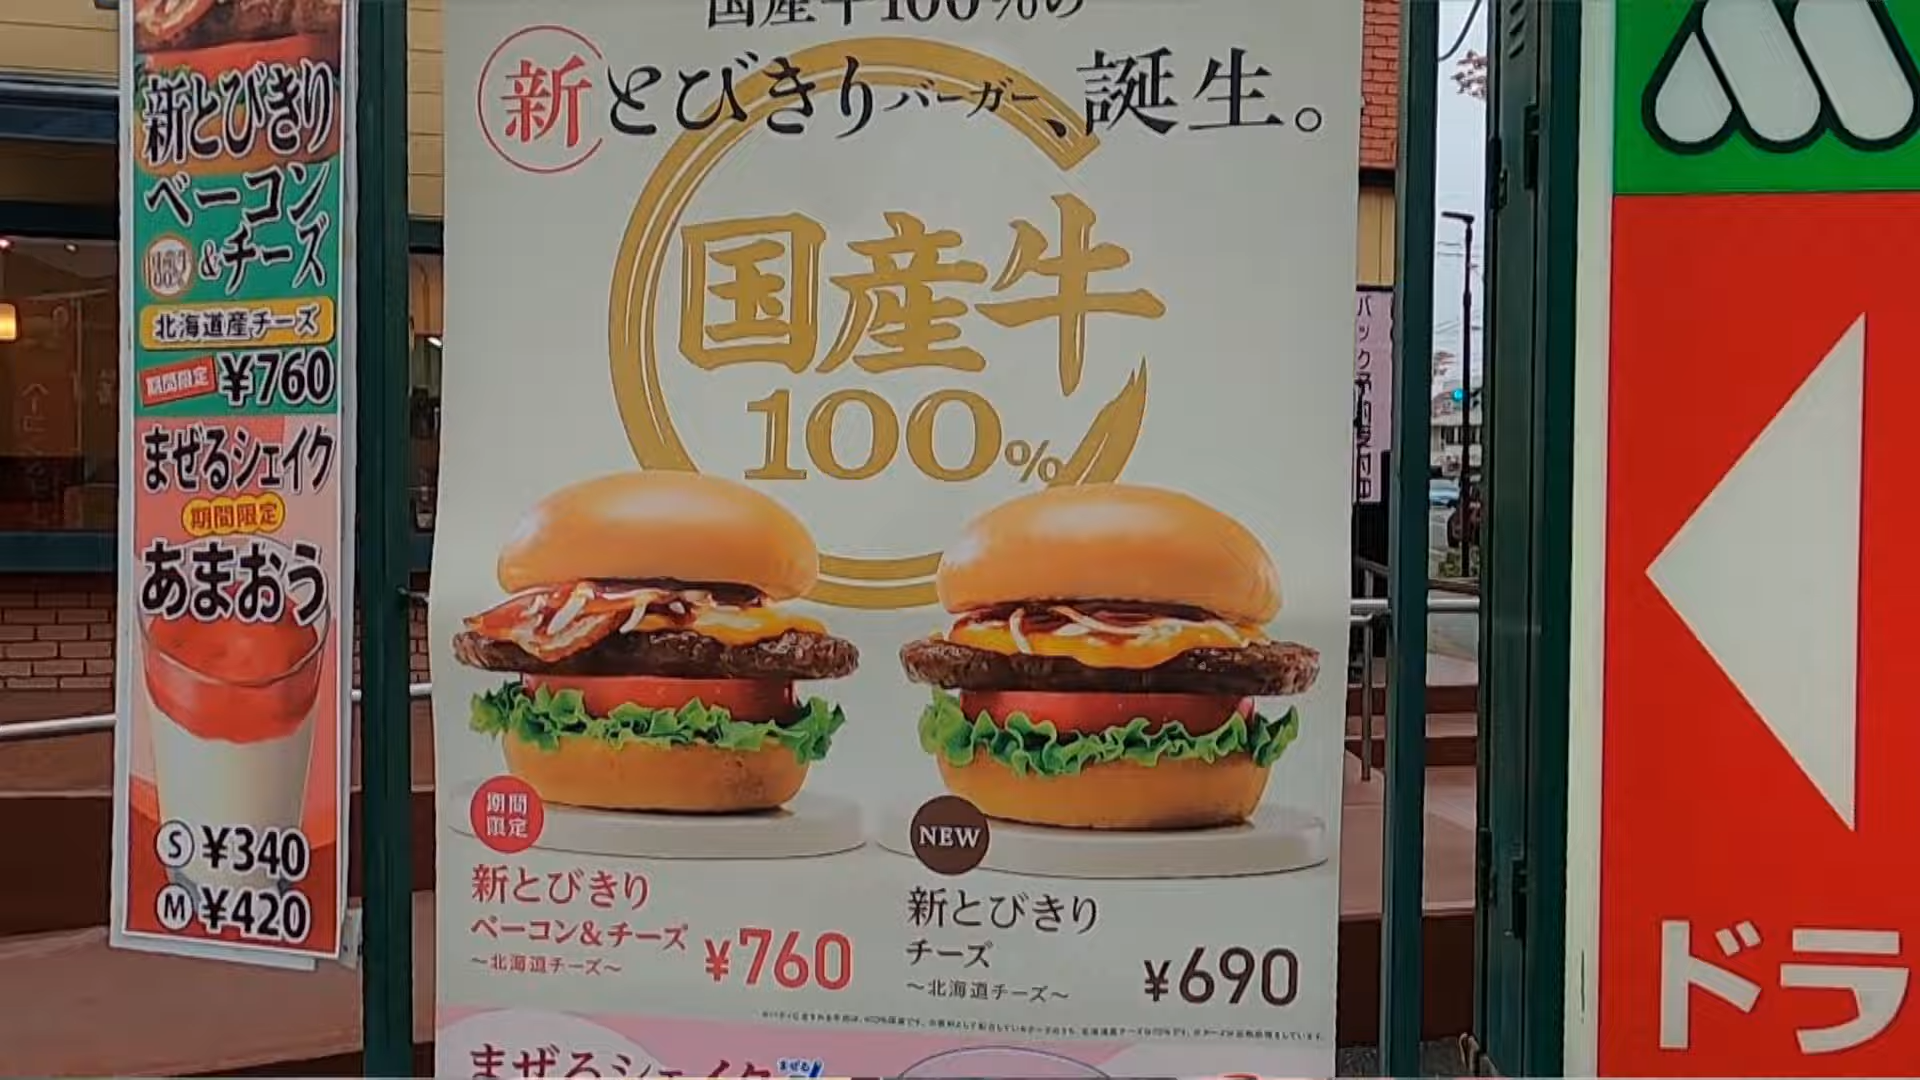 新とびきり
ベーコン
&チーズ
北海道産チーズ
期間限定 ¥760
まぜるシェイク
期間限定
あまおう
S ¥340
M ¥420
国産牛100%の
新とびきりバーガー、誕生。
国産牛
100%
期間
限定
新とびきり
ベーコン&チーズ
~北海道チーズ~
¥760
NEW
新とびきり
チーズ
~北海道チーズ~
¥690
まぜるシェイク
まぜる
ドラ